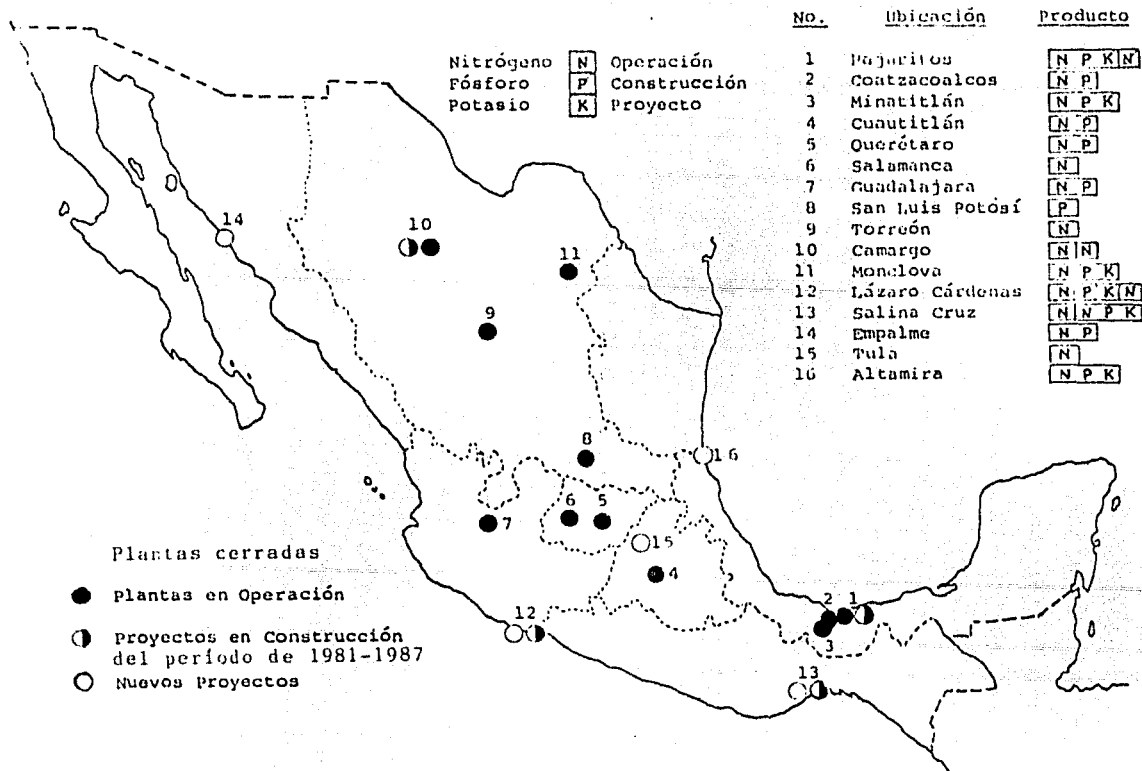 No. Ubicación Producto
1 Pajaritos N P K N
2 Coatzacoalcos N P
3 Minatitlán N P K
4 Cuautitlán N P
5 Querétaro N P
6 Salamanca N
7 Guadalajara N P
8 San Luis Potosí P
9 Torreón N
10 Camargo N N
11 Monclova N P K
12 Lázaro Cárdenas N P K N
13 Salina Cruz N N P K
14 Empalme N P
15 Tula N
16 Altamira N P K
Nitrógeno N Operación
Fósforo P Construcción
Potasio K Proyecto
14
10
11
9
8
16
6
5
7
15
4
12
2
1
3
13
Plantas cerradas
Plantas en Operación
Proyectos en Construcción
del período de 1981-1987
Nuevos Proyectos